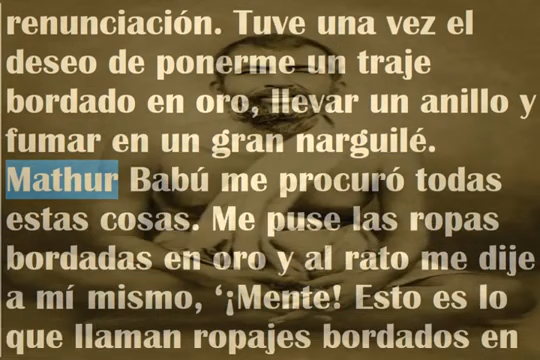 renunciación. Tuve una vez el
deseo de ponerme un traje
bordado en oro, llevar un anillo y
fumar en un gran narguilé.
Mathur Babú me procuró todas
estas cosas. Me puse las ropas
bordadas en oro y al rato me dije
a mí mismo, ‘¡Mente! Esto es lo
que llaman ropajes bordados en